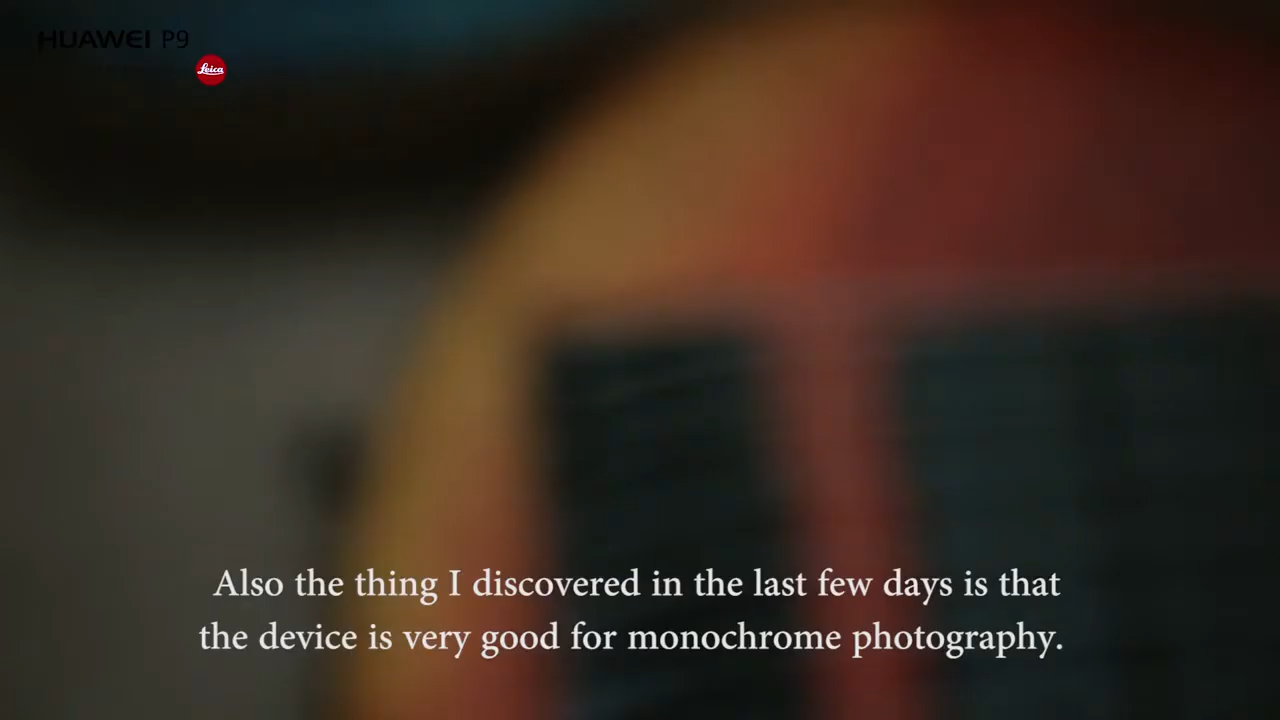 HUAWEI P9
Leica
Also the thing I discovered in the last few days is that
the device is very good for monochrome photography.